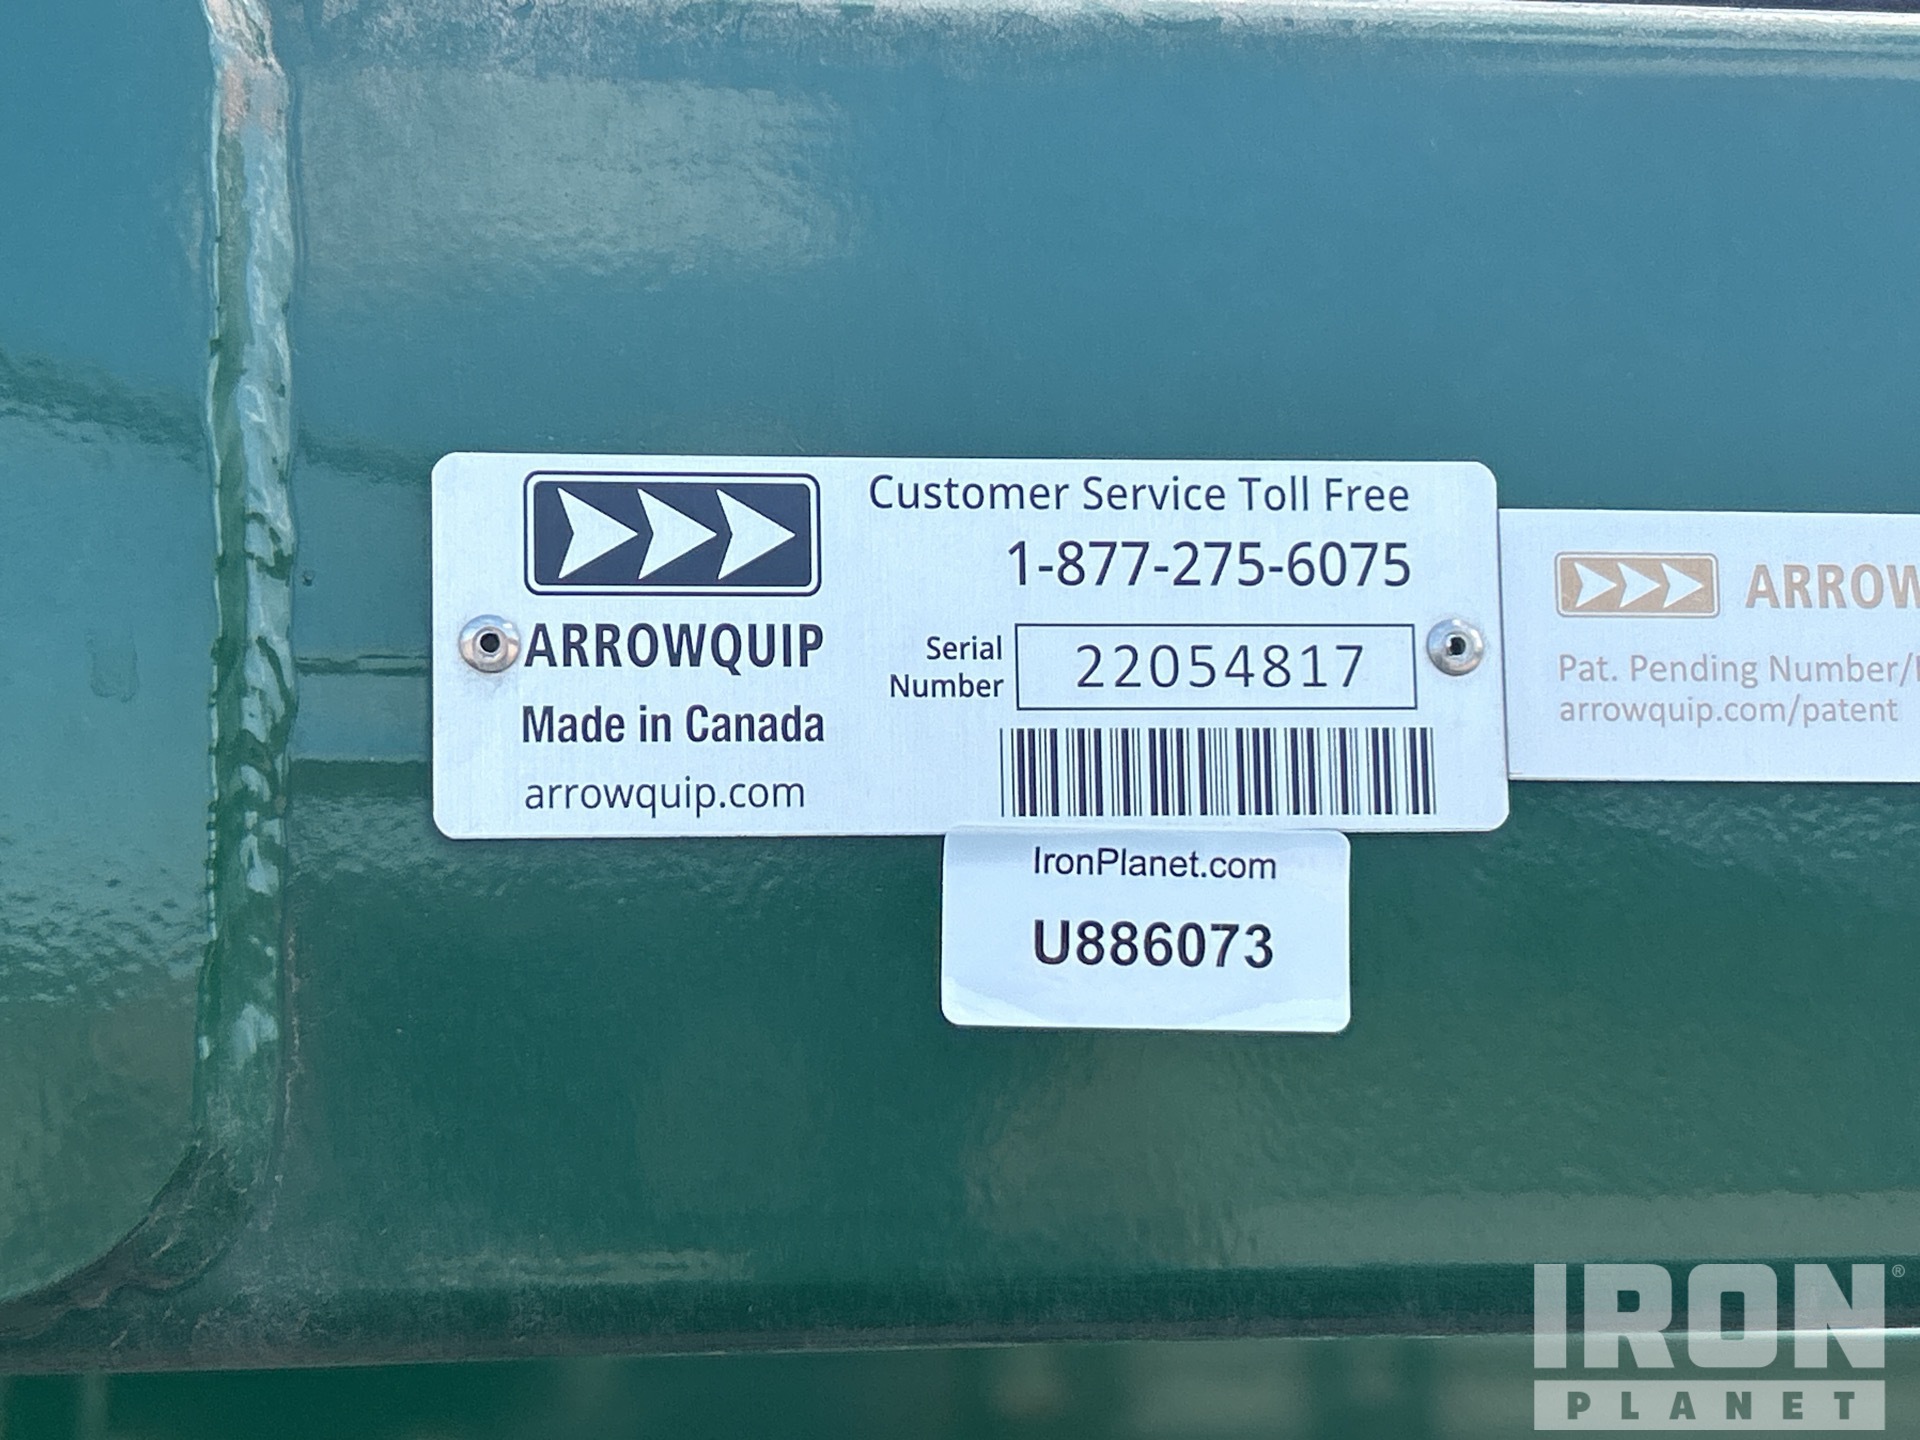 Customer Service Toll Free
1-877-275-6075
ARROWQUIP
Made in Canada
arrowquip.com
Serial
Number
22054817
ARROW
Pat. Pending Number/
arrowquip.com/patent
IronPlanet.com
U886073
IRON®
PLANET